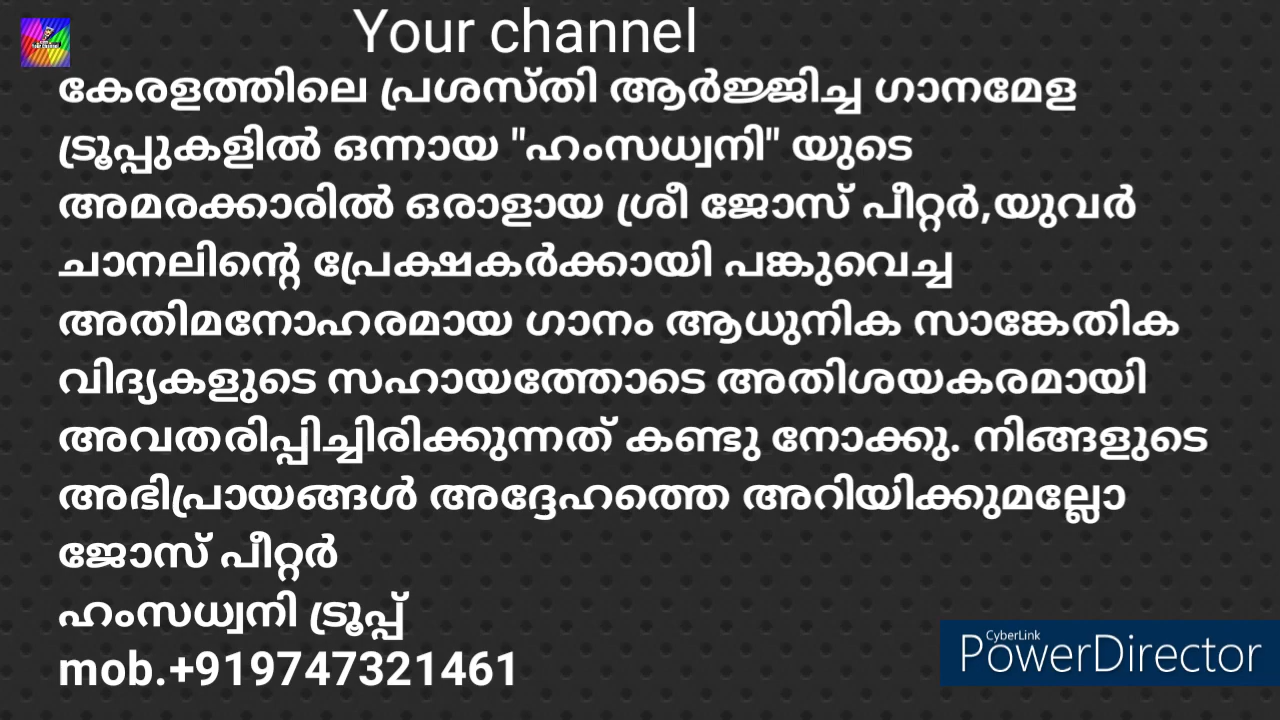 Your channel
കേരളത്തിലെ പ്രശസ്തി ആർജ്ജിച്ച ഗാനമേള
ട്രൂപ്പുകളിൽ ഒന്നായ "ഹംസധ്വനി" യുടെ
അമരക്കാരിൽ ഒരാളായ ശ്രീ ജോസ് പീറ്റർ,യുവർ
ചാനലിന്റെ പ്രേക്ഷകർക്കായി പങ്കുവെച്ച
അതിമനോഹരമായ ഗാനം ആധുനിക സാങ്കേതിക
വിദ്യകളുടെ സഹായത്തോടെ അതിശയകരമായി
അവതരിപ്പിച്ചിരിക്കുന്നത് കണ്ടു നോക്കു. നിങ്ങളുടെ
അഭിപ്രായങ്ങൾ അദ്ദേഹത്തെ അറിയിക്കുമല്ലോ
ജോസ് പീറ്റർ
ഹംസധ്വനി ട്രൂപ്പ്
mob.+919747321461
CyberLink
PowerDirector